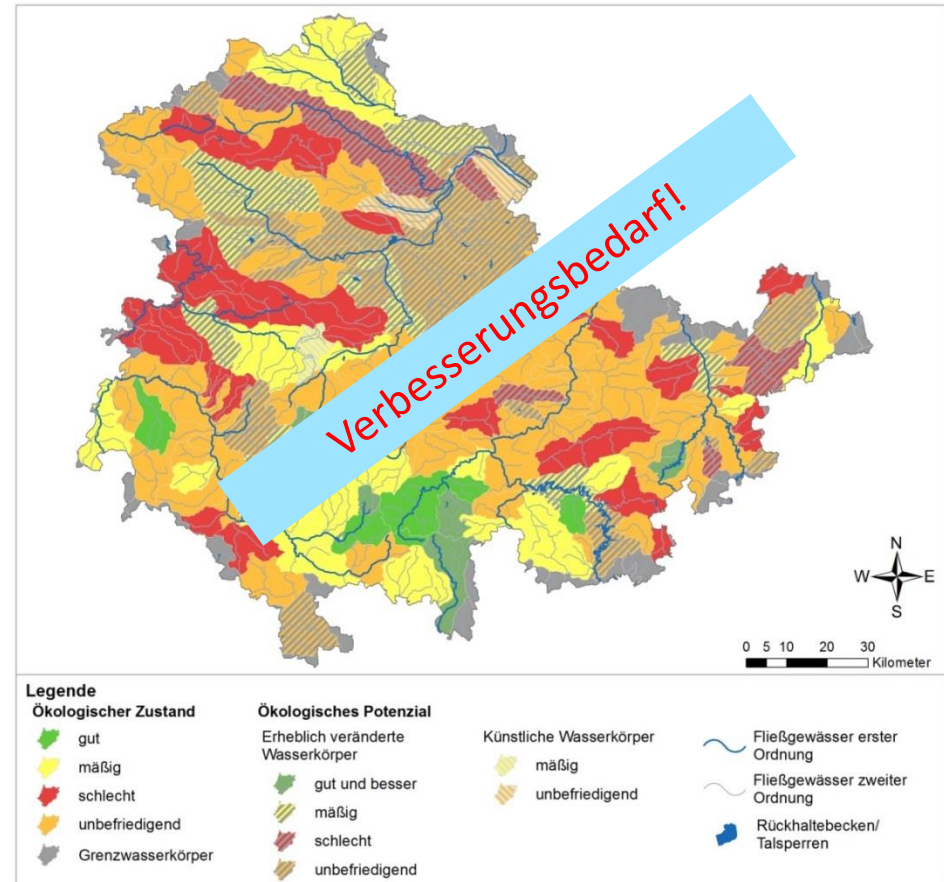 Verbesserungsbedarf!
N
W E
S
0 5 10 20 30
Kilometer
Legende
Ökologischer Zustand
gut
mäßig
schlecht
unbefriedigend
Grenzwasserkörper
Ökologisches Potenzial
Erheblich veränderte
Wasserkörper
gut und besser
mäßig
schlecht
unbefriedigend
Künstliche Wasserkörper
mäßig
unbefriedigend
Fließgewässer erster
Ordnung
Fließgewässer zweiter
Ordnung
Rückhaltebecken/
Talsperren